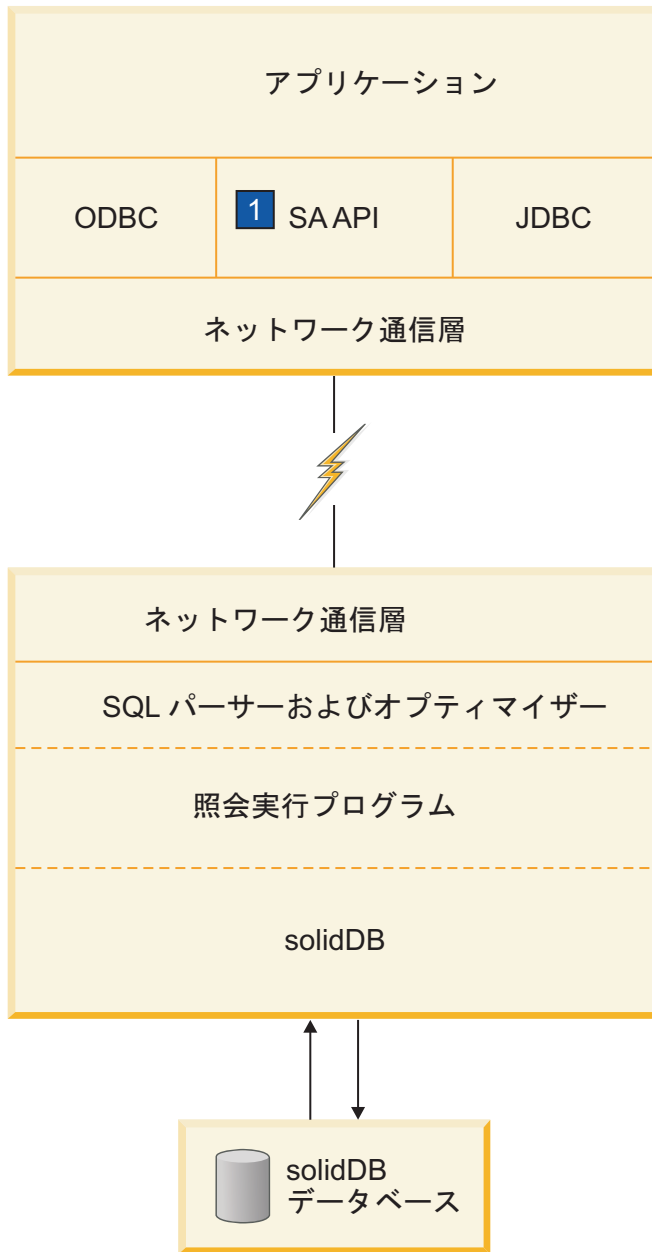 アプリケーション
ODBC
1 SA API
JDBC
ネットワーク通信層
ネットワーク通信層
SQL パーサーおよびオプティマイザー
照会実行プログラム
solidDB
solidDB
データベース